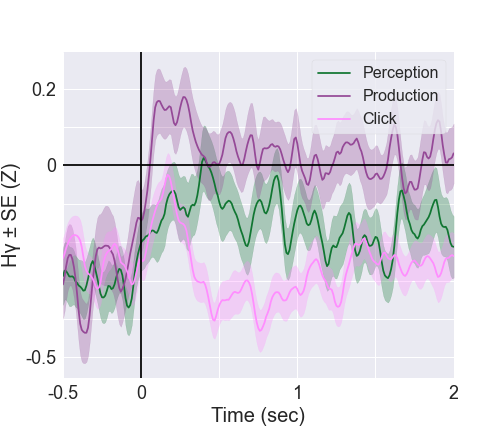 Perception
Production
Click
0.2
0
-0.5
Hγ ± SE (Z)
-0.5
0
1
2
Time (sec)